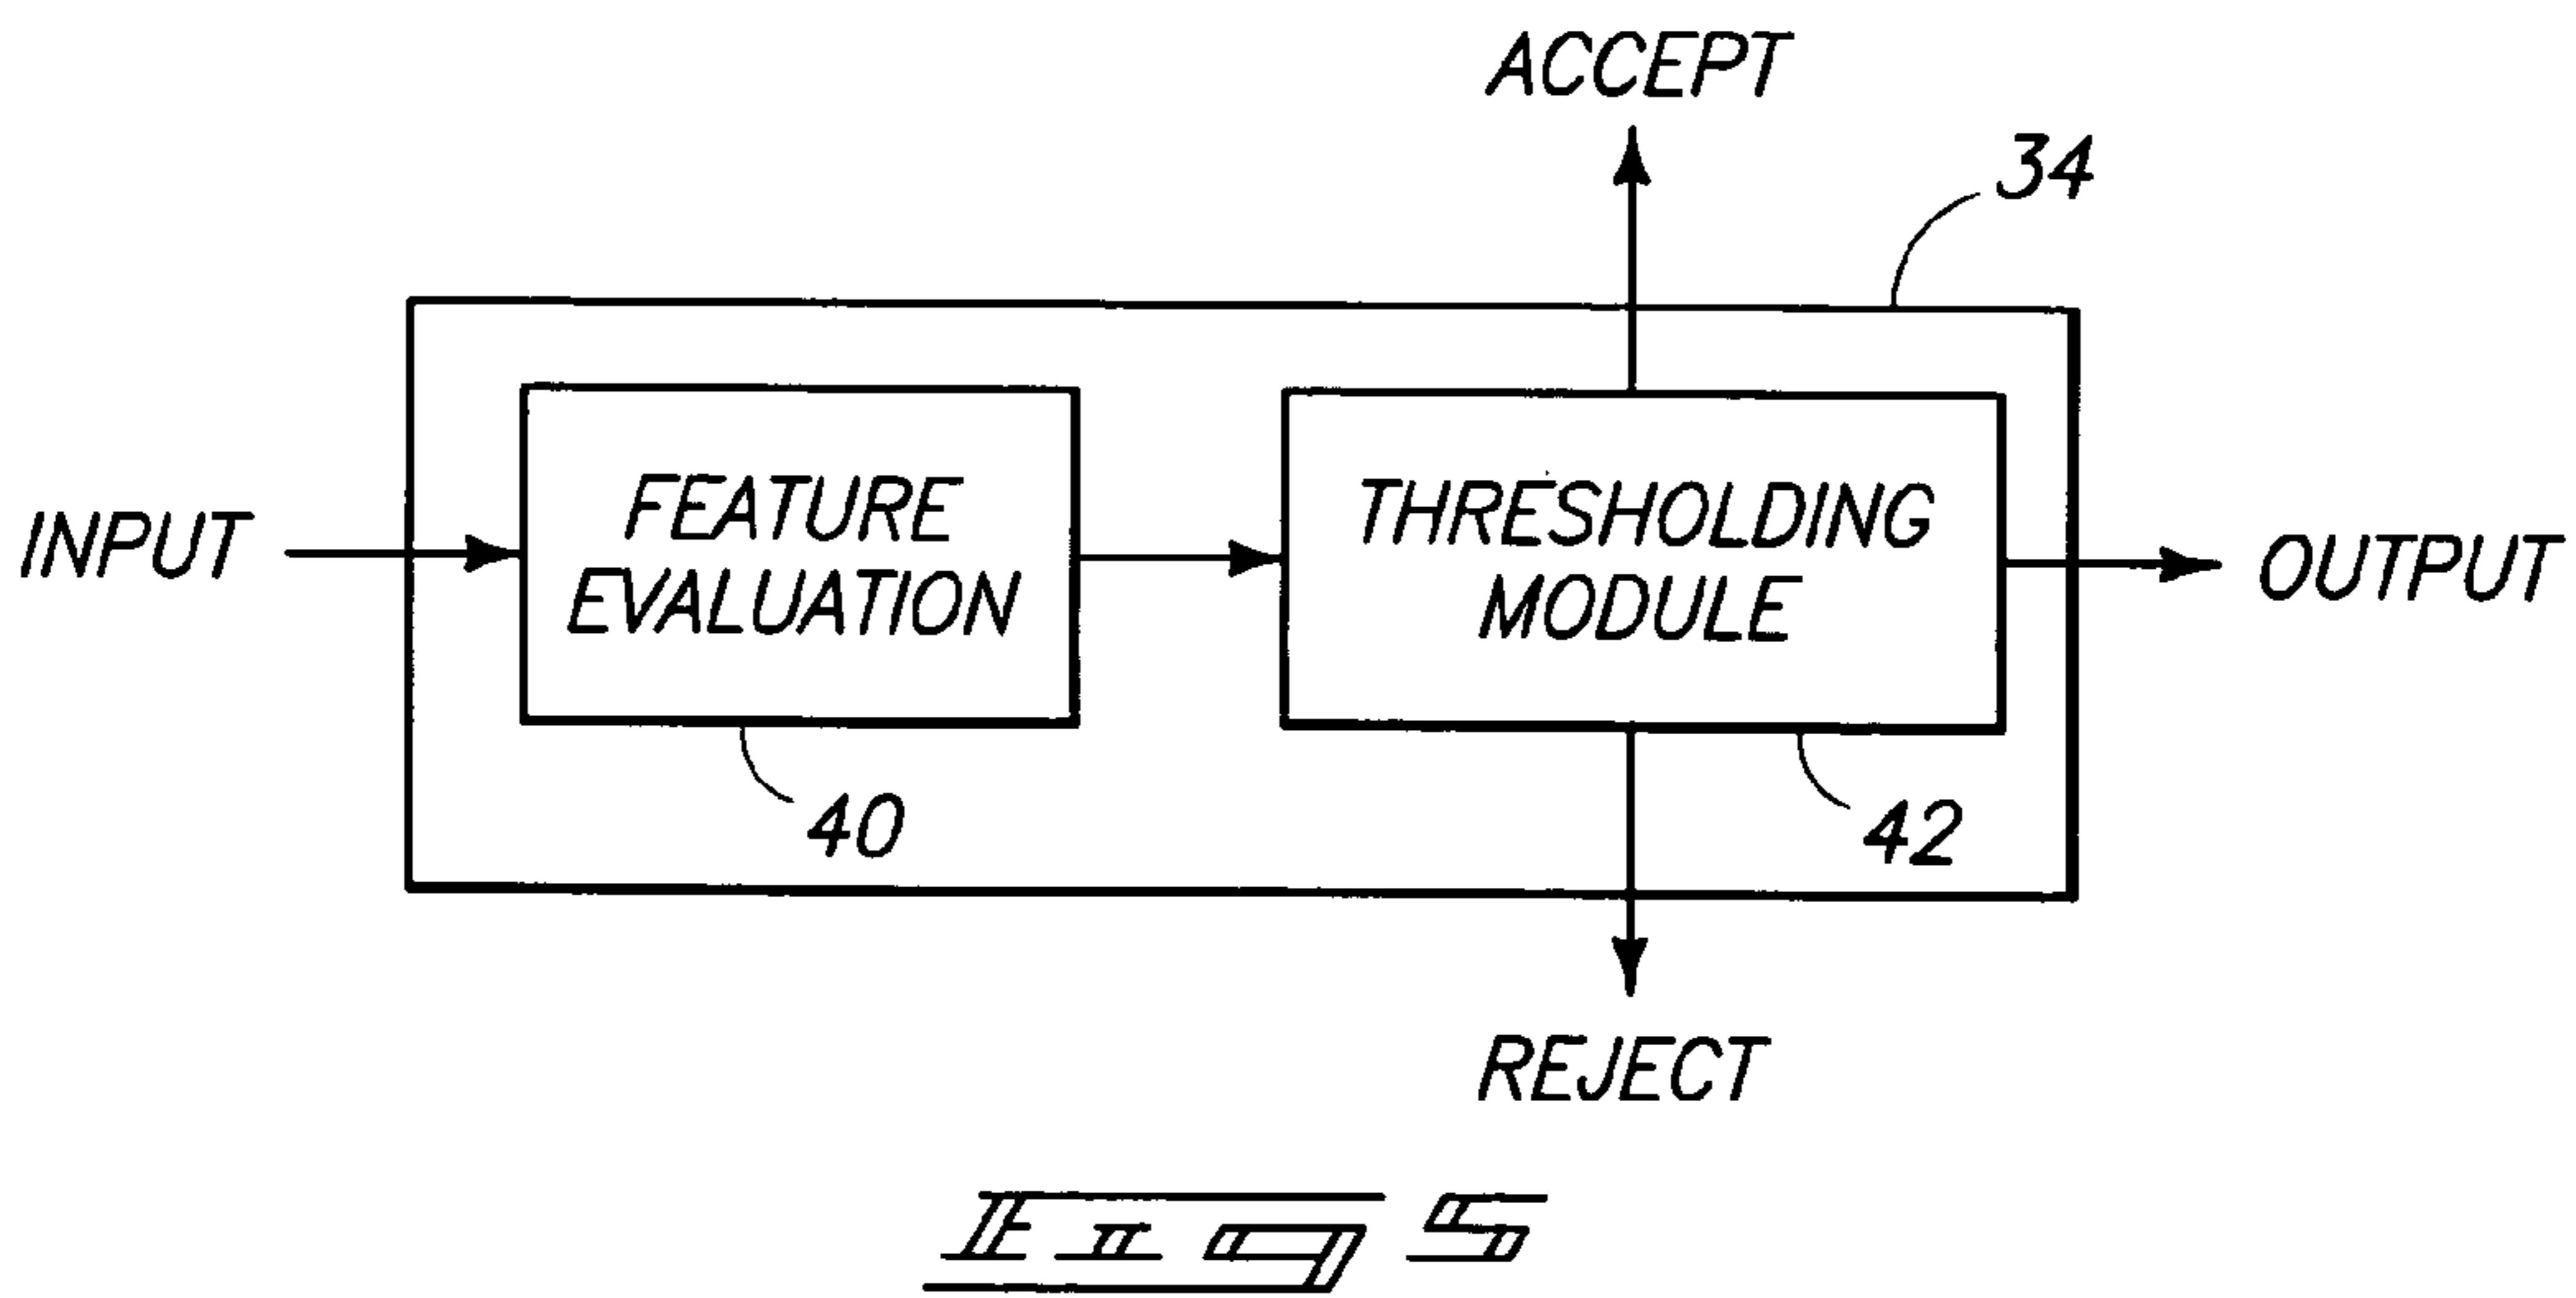 ACCEPT
34
INPUT
FEATURE
EVALUATION
THRESHOLDING
MODULE
OUTPUT
40
42
REJECT
Fig 5